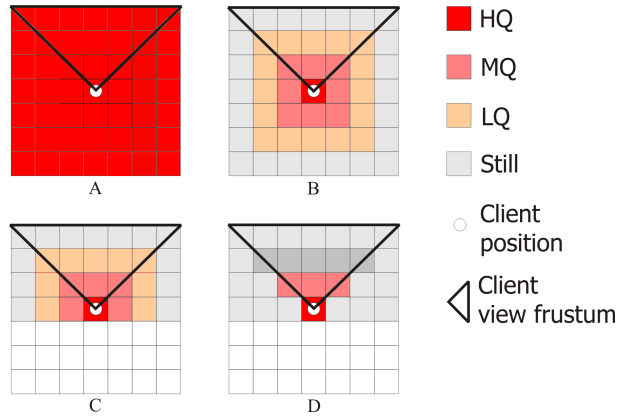 HQ
MQ
LQ
Still
Client
position
Client
view frustum
A
B
C
D